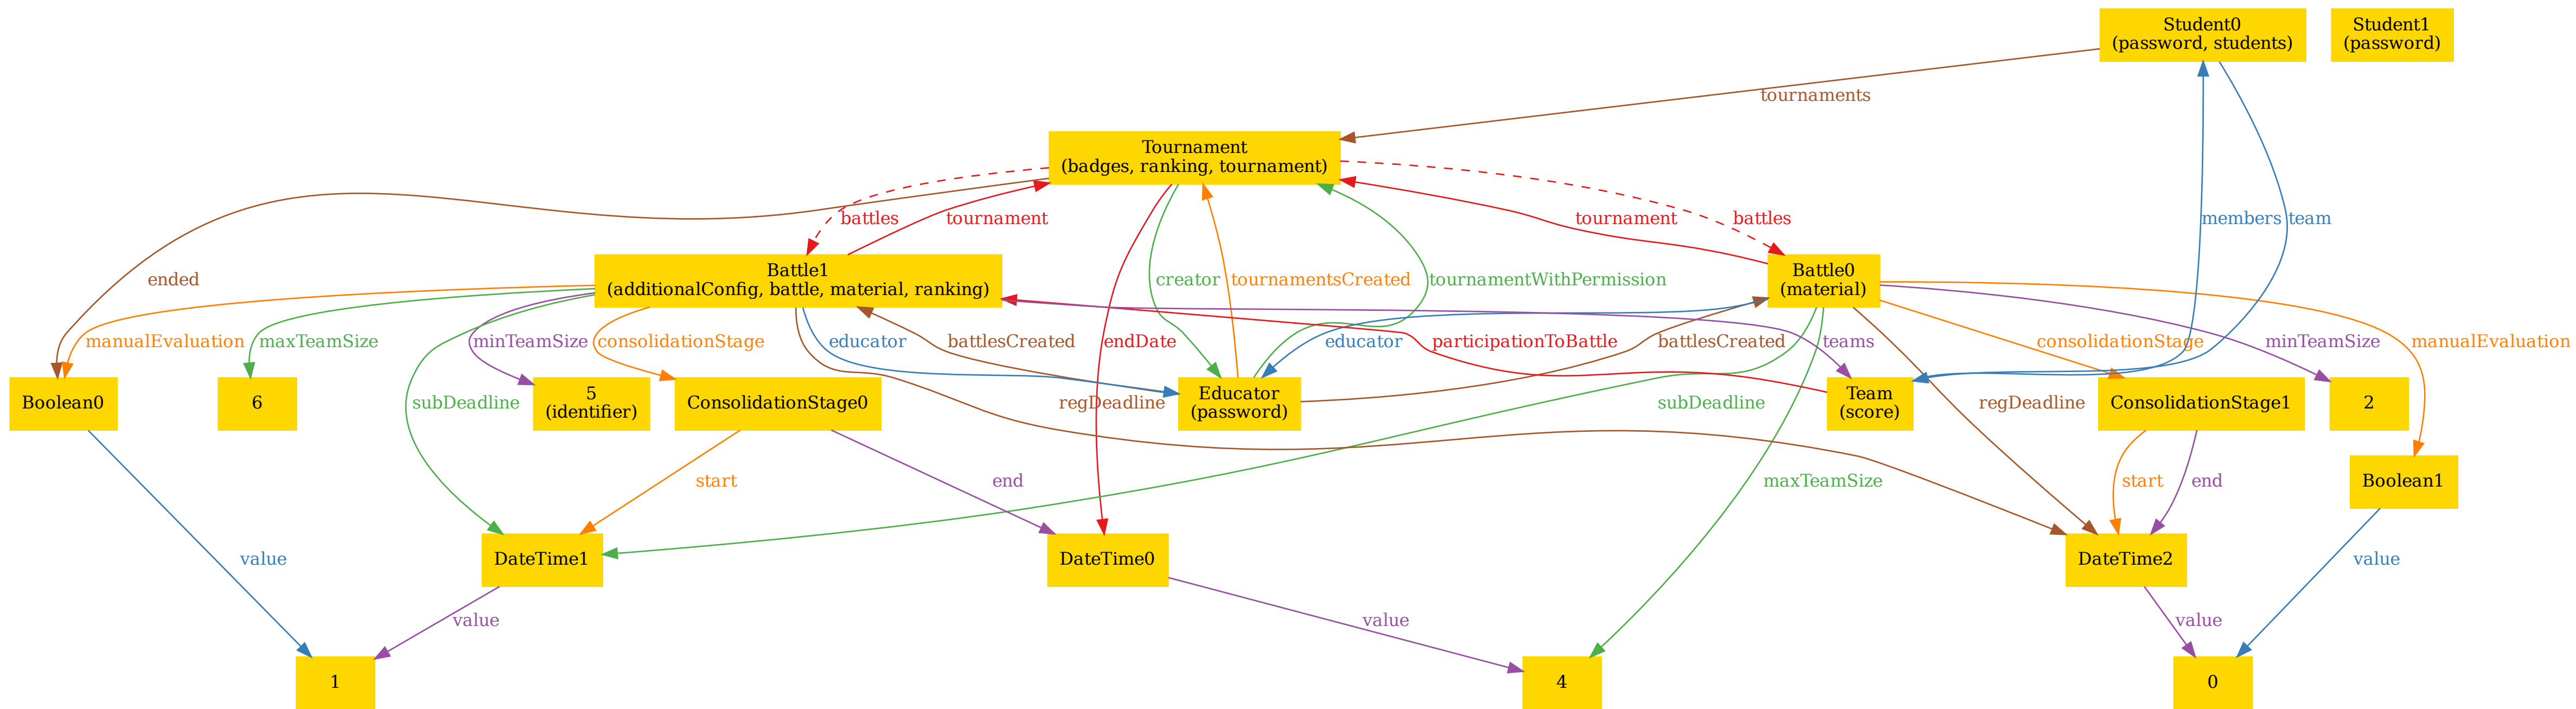 Student0
(password, students)
Student1
(password)
tournaments
Tournament
(badges, ranking, tournament)
battles
tournament
tournament
battles
members
team
ended
creator
tournamentsCreated
tournamentWithPermission
Battle1
(additionalConfig, battle, material, ranking)
Battle0
(material)
manualEvaluation
maxTeamSize
minTeamSize
consolidationStage
educator
battlesCreated
endDate
educator
participationToBattle
battlesCreated
teams
consolidationStage
minTeamSize
manualEvaluation
Boolean0
6
subDeadline
5
(identifier)
ConsolidationStage0
regDeadline
Educator
(password)
subDeadline
Team
(score)
regDeadline
ConsolidationStage1
2
start
end
maxTeamSize
start
end
Boolean1
value
DateTime1
DateTime0
DateTime2
value
value
value
value
1
4
0